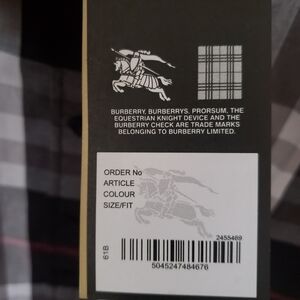 BURBERRY, BURBERRYS, PRORSUM, THE
EQUESTRIAN KNIGHT DEVICE AND THE
BURBERRY CHECK ARE TRADE MARKS
BELONGING TO BURBERRY LIMITED.
ORDER No
ARTICLE
COLOUR
SIZE/FIT
2455469
61B
5045247484676